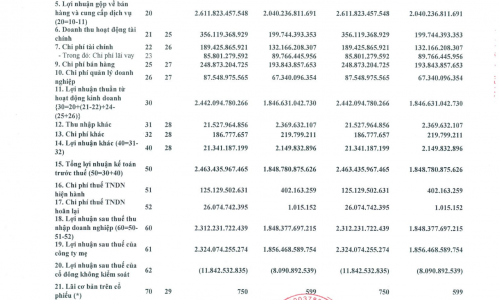 5. Lợi nhuận gộp về bán
và cung cấp dịch vụ 20 2.611.823.457.548 2.040.236.811.691 2.611.823.457.548 2.040.236.811.691
(20=10-11)
6. Doanh thu hoạt động tài
chính 21 25 356.119.368.929 199.744.393.353 356.119.368.929 199.744.393.353
7. Chi phí tài chính 22 26 189.425.865.961 132.166.208.307 189.425.865.961 132.166.208.307
- Trong đó: Chi phí lãi vay 23 85.801.279.592 89.766.445.956 85.801.279.592 89.766.445.956
9. Chi phí bán hàng 25 27 248.873.204.725 193.843.857.653 248.873.204.725 193.843.857.653
10. Chi phí quản lý doanh
nghiệp 26 27 87.548.975.565 67.340.096.354 87.548.975.565 67.340.096.354
11. Lợi nhuận thuần từ
hoạt động kinh doanh 30 2.442.094.780.266 1.846.631.042.730 2.442.094.780.266 1.846.631.042.730
{30=20+(21-22)+24-
(25+26)}
12. Thu nhập khác 31 28 21.527.964.856 2.369.632.107 21.527.964.856 2.369.632.107
13. Chi phí khác 32 28 186.777.657 219.799.211 186.777.657 219.799.211
14. Lợi nhuận khác (40=31-
32) 40 28 21.341.187.199 2.149.832.896 21.341.187.199 2.149.832.896
15. Tổng lợi nhuận kế toán
trước thuế (50=30+40) 50 2.463.435.967.465 1.848.780.875.626 2.463.435.967.465 1.848.780.875.626
16. Chi phí thuế TNDN
hiện hành 51 125.129.502.631 402.163.259 125.129.502.631 402.163.259
17. Chi phí thuế TNDN
hoãn lại 52 26.074.742.395 1.015.152 26.074.742.395 1.015.152
18. Lợi nhuận sau thuế thu
nhập doanh nghiệp (60=50-
51-52) 60 2.312.231.722.439 1.848.377.697.215 2.312.231.722.439 1.848.377.697.215
19. Lợi nhuận sau thuế của
công ty mẹ 61 2.324.074.255.274 1.856.468.589.754 2.324.074.255.274 1.856.468.589.754
20. Lợi nhuận sau thuế của
cổ đông không kiểm soát 62 (11.842.532.835) (8.090.892.539) (11.842.532.835) (8.090.892.539)
21. Lãi cơ bản trên cổ
phiếu (*) 70 29 750 599 750 599